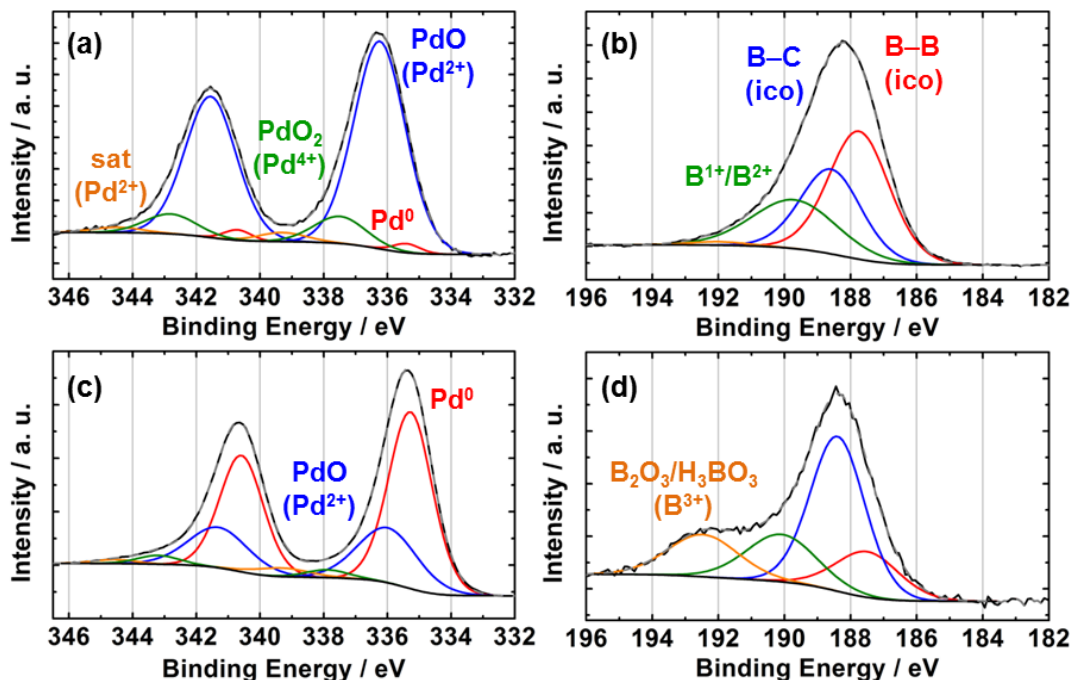 (a)
PdO
(Pd²⁺)
PdO₂
(Pd⁴⁺)
sat
(Pd²⁺)
Pd⁰
Intensity / a. u.
346 344 342 340 338 336 334 332
Binding Energy / eV
(b)
B–C
(ico)
B–B
(ico)
B¹⁺/B²⁺
Intensity / a. u.
196 194 192 190 188 186 184 182
Binding Energy / eV
(c)
Pd⁰
PdO
(Pd²⁺)
Intensity / a. u.
346 344 342 340 338 336 334 332
Binding Energy / eV
(d)
B₂O₃/H₃BO₃
(B³⁺)
Intensity / a. u.
196 194 192 190 188 186 184 182
Binding Energy / eV